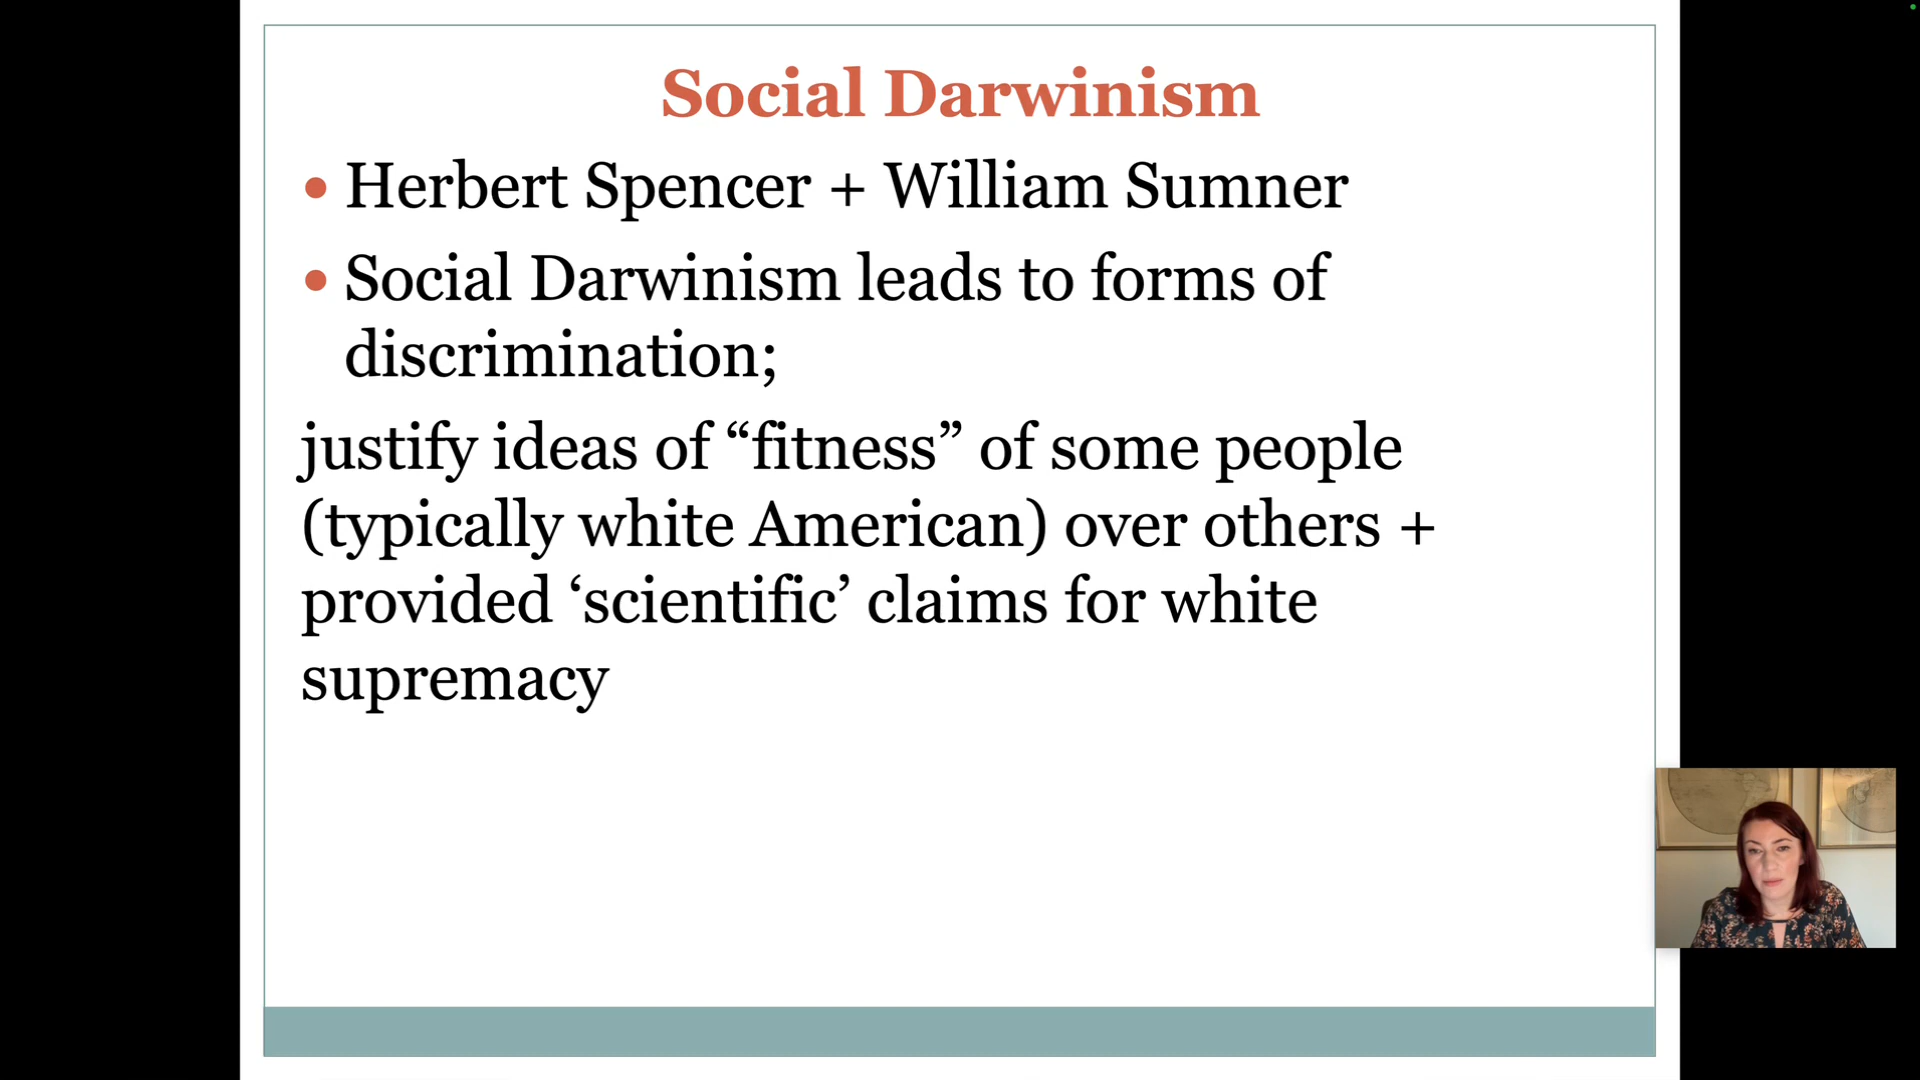 Social Darwinism
• Herbert Spencer + William Sumner
• Social Darwinism leads to forms of
discrimination;
justify ideas of “fitness” of some people
(typically white American) over others +
provided ‘scientific’ claims for white
supremacy